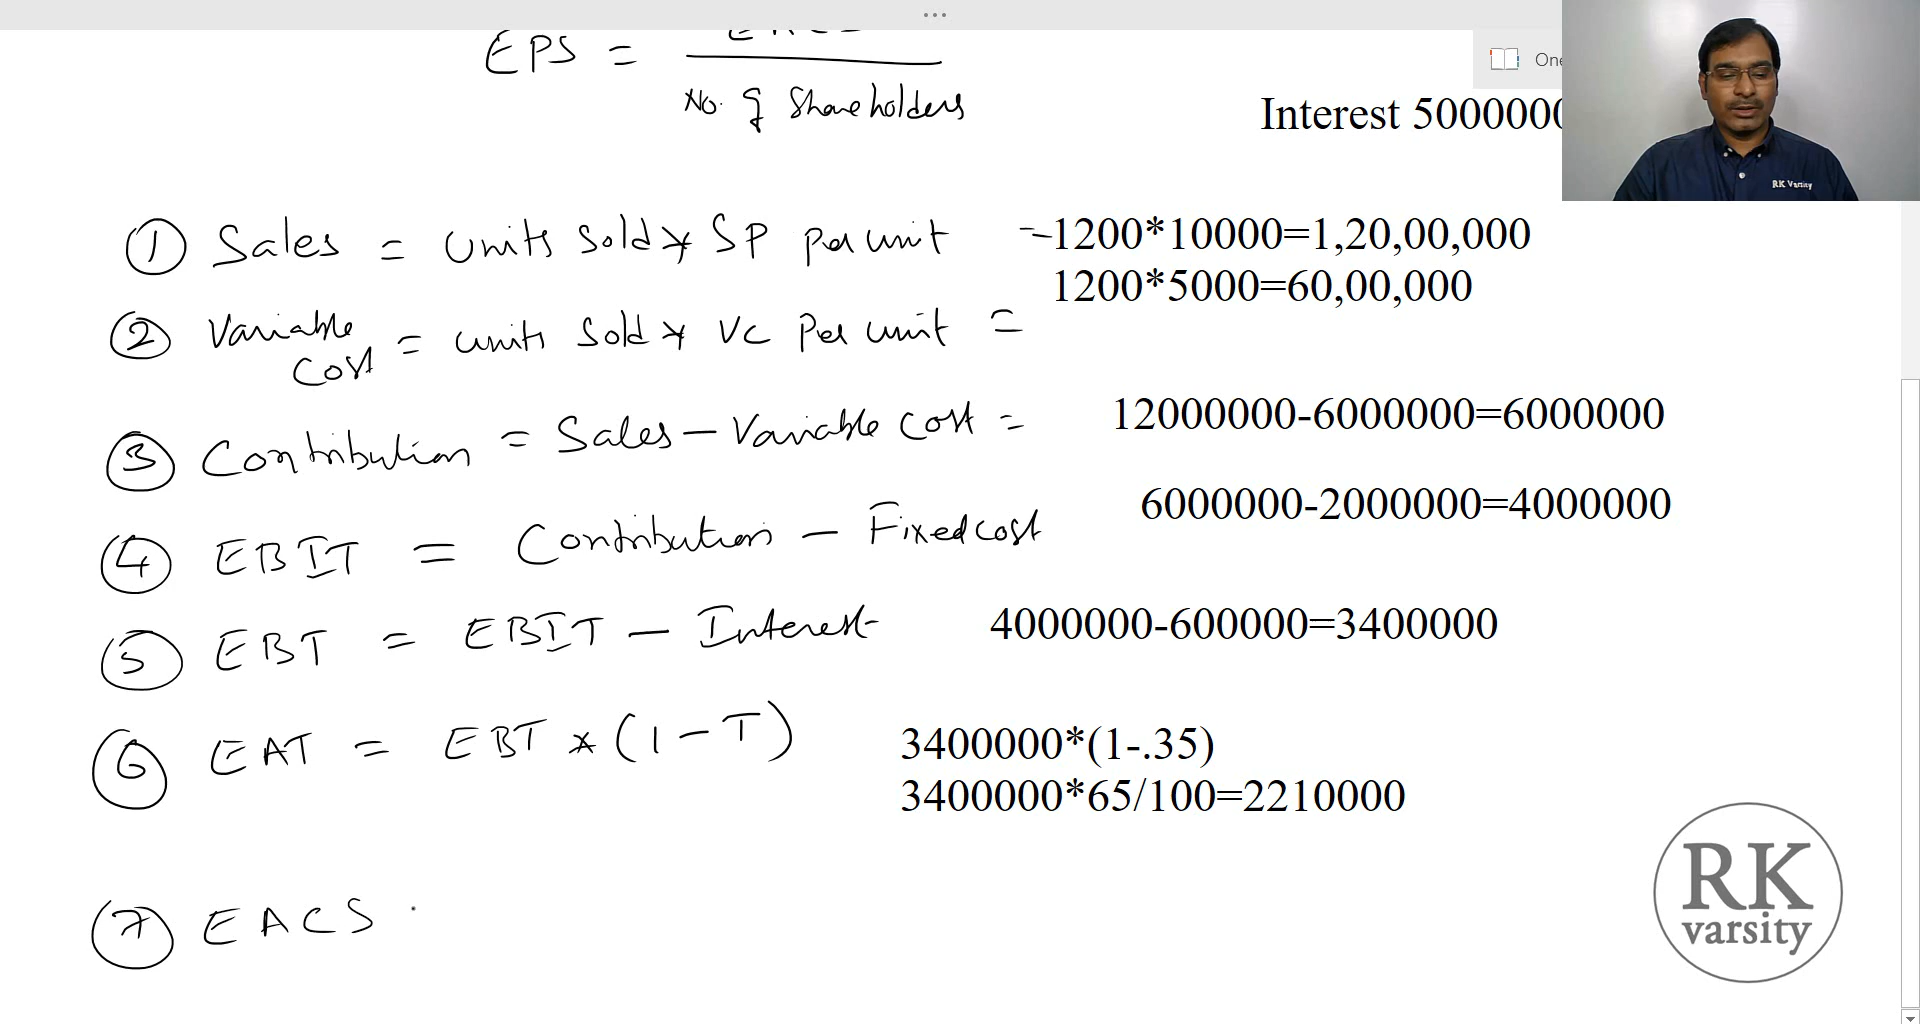 ...
EPS =
No. of Shareholders
One
Interest 5000000
① Sales = units sold * SP per unit = 1200*10000=1,20,00,000
1200*5000=60,00,000
② Variable Cost = units sold * VC Per unit =
③ Contribution = Sales - Variable cost = 12000000-6000000=6000000
④ EBIT = Contribution - Fixed cost 6000000-2000000=4000000
⑤ EBT = EBIT - Interest 4000000-600000=3400000
⑥ EAT = EBT * (1-T) 3400000*(1-.35)
3400000*65/100=2210000
⑦ EACS
RK Varsity
RK
varsity